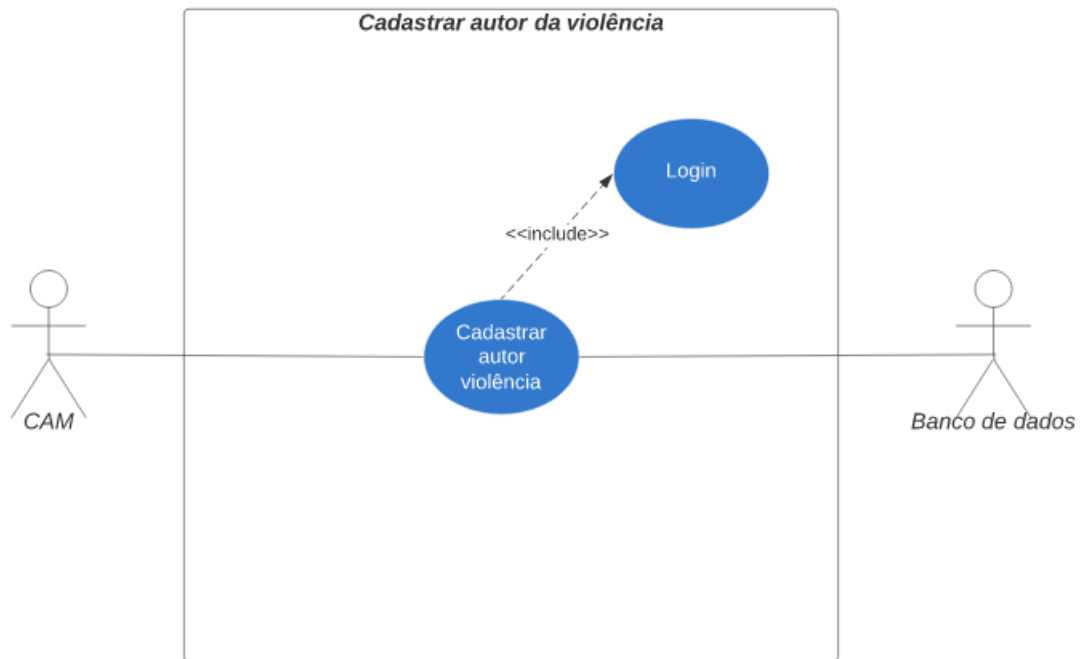 Cadastrar autor da violência
Login
<<include>>
Cadastrar
autor
violência
CAM
Banco de dados